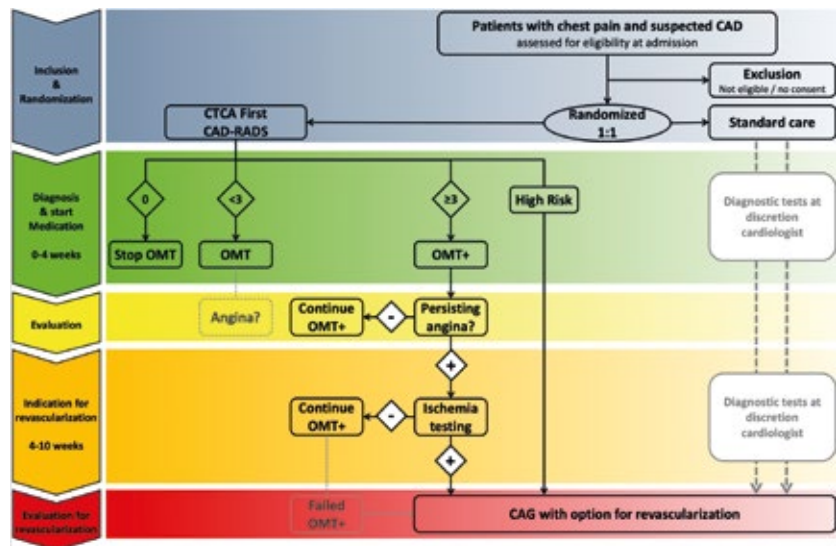 Patients with chest pain and suspected CAD
assessed for eligibility at admission
Inclusion
&
Randomization
Exclusion
Not eligible / no consent
CTCA First
CAD-RADS
Randomized
1:1
Standard care
Diagnosis
& start
Medication
0-4 weeks
0
<3
≥3
High Risk
Diagnostic tests at
discretion
cardiologist
Stop OMT
OMT
OMT+
Evaluation
Angina?
Continue
OMT+
-
Persisting
angina?
+
Indication for
revascularization
4-10 weeks
Continue
OMT+
-
Ischemia
testing
Diagnostic tests at
discretion
cardiologist
+
Evaluation for
revascularization
Failed
OMT+
CAG with option for revascularization